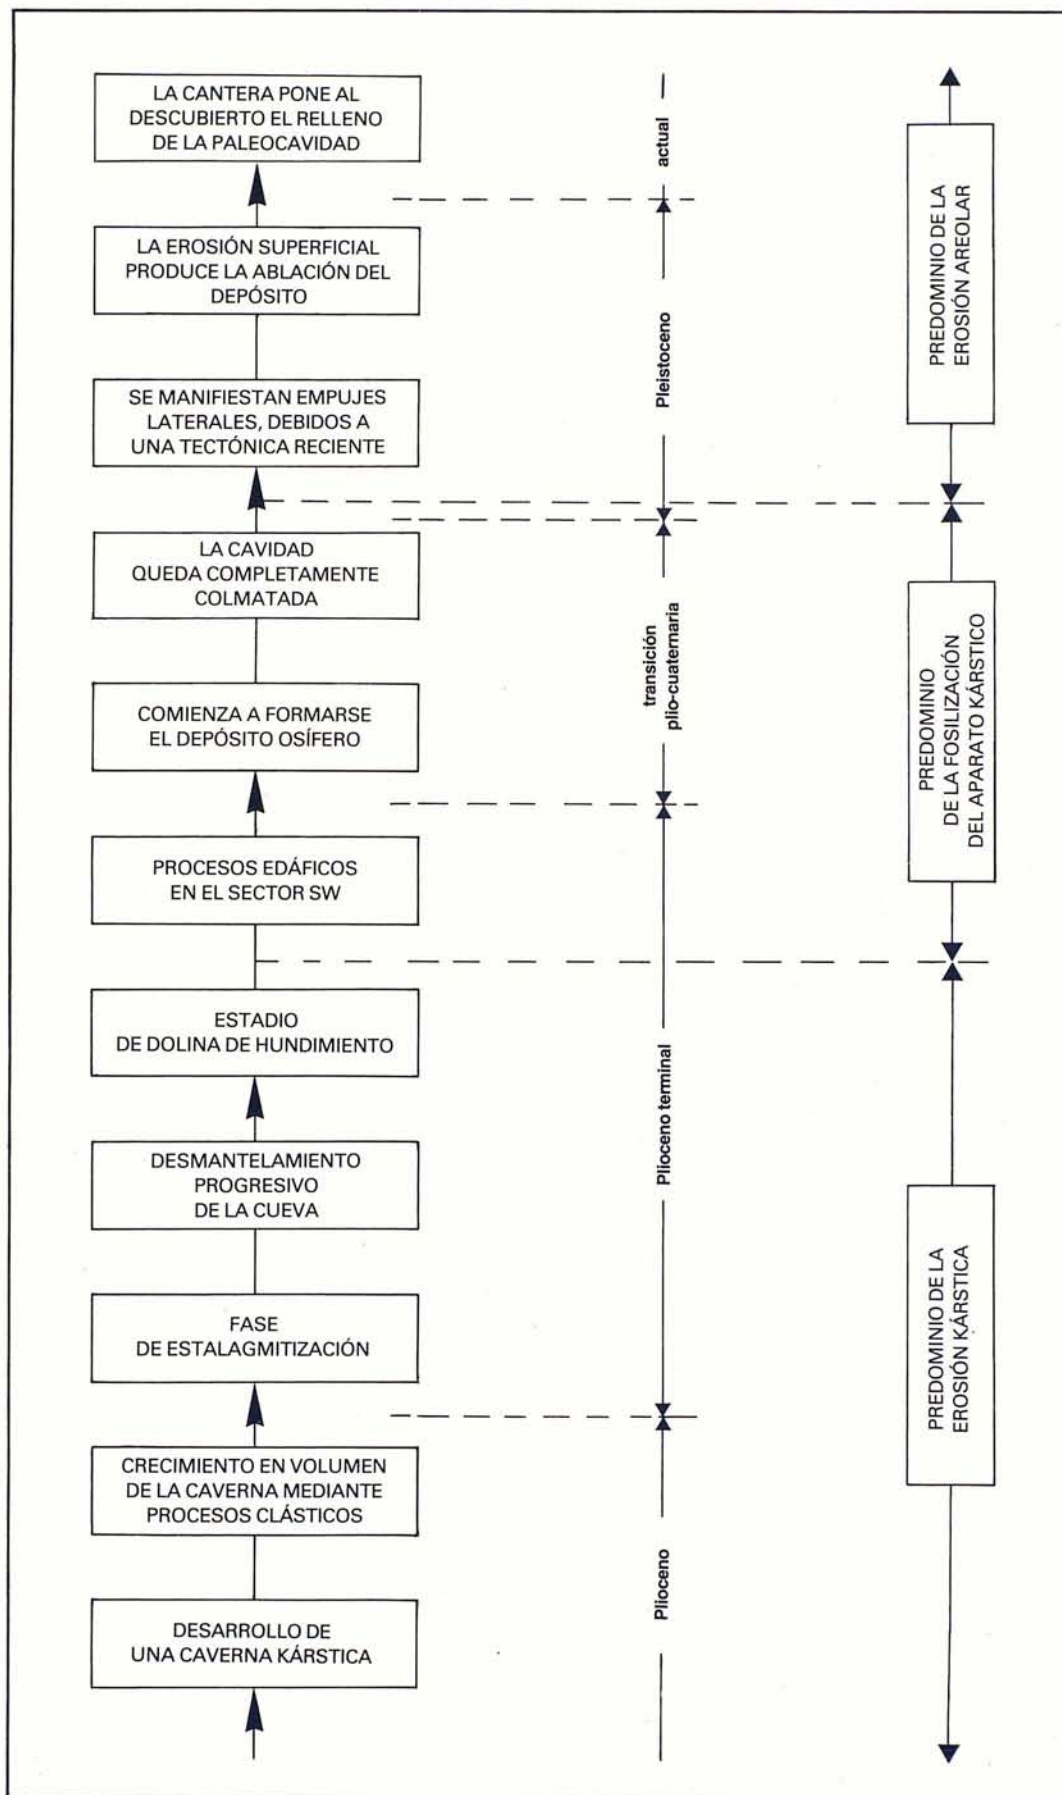 LA CANTERA PONE AL
DESCUBIERTO EL RELLENO
DE LA PALEOCAVIDAD
LA EROSIÓN SUPERFICIAL
PRODUCE LA ABLACIÓN DEL
DEPÓSITO
SE MANIFIESTAN EMPUJES
LATERALES, DEBIDOS A
UNA TECTÓNICA RECIENTE
LA CAVIDAD
QUEDA COMPLETAMENTE
COLMATADA
COMIENZA A FORMARSE
EL DEPÓSITO OSÍFERO
PROCESOS EDÁFICOS
EN EL SECTOR SW
ESTADIO
DE DOLINA DE HUNDIMIENTO
DESMANTELAMIENTO
PROGRESIVO
DE LA CUEVA
FASE
DE ESTALAGMITIZACIÓN
CRECIMIENTO EN VOLUMEN
DE LA CAVERNA MEDIANTE
PROCESOS CLÁSTICOS
DESARROLLO DE
UNA CAVERNA KÁRSTICA
actual
Pleistoceno
transición
plio-cuaternaria
Plioceno terminal
Plioceno
PREDOMINIO DE LA
EROSIÓN AREOLAR
PREDOMINIO
DE LA FOSILIZACIÓN
DEL APARATO KÁRSTICO
PREDOMINIO DE LA
EROSIÓN KÁRSTICA